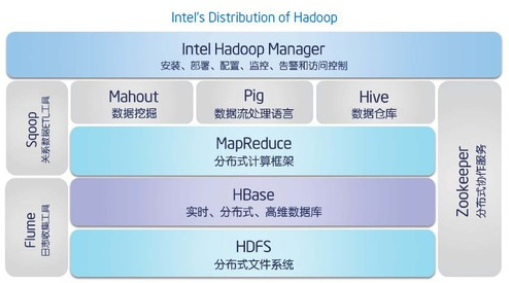 Intel's Distribution of Hadoop
Intel Hadoop Manager
安装、部署、配置、监控、告警和访问控制
Sqoop
关系数据ETL工具
Mahout
数据挖掘
Pig
数据流处理语言
Hive
数据仓库
MapReduce
分布式计算框架
Zookeeper
分布式协作服务
Flume
日志收集工具
HBase
实时、分布式、高维数据库
HDFS
分布式文件系统